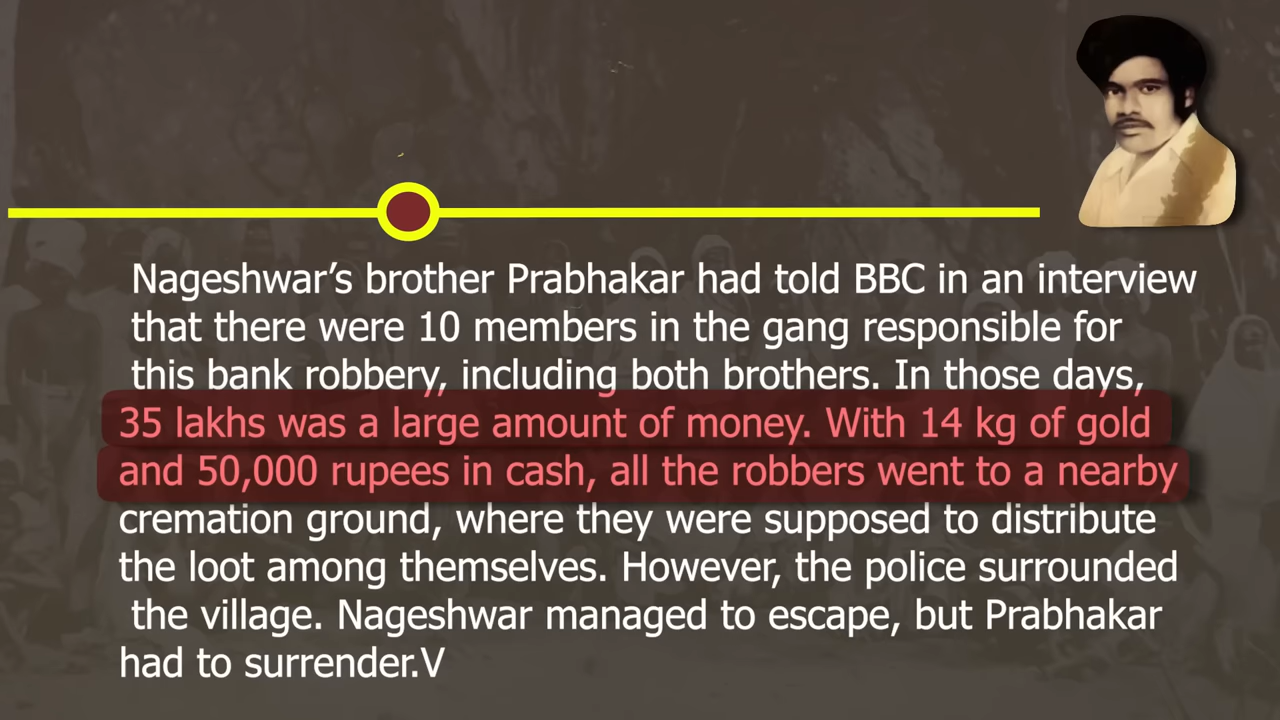 Nageshwar’s brother Prabhakar had told BBC in an interview
that there were 10 members in the gang responsible for
this bank robbery, including both brothers. In those days,
35 lakhs was a large amount of money. With 14 kg of gold
and 50,000 rupees in cash, all the robbers went to a nearby
cremation ground, where they were supposed to distribute
the loot among themselves. However, the police surrounded
the village. Nageshwar managed to escape, but Prabhakar
had to surrender.V